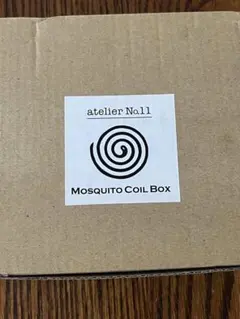 atelier No.11
MOSQUITO COIL BOX